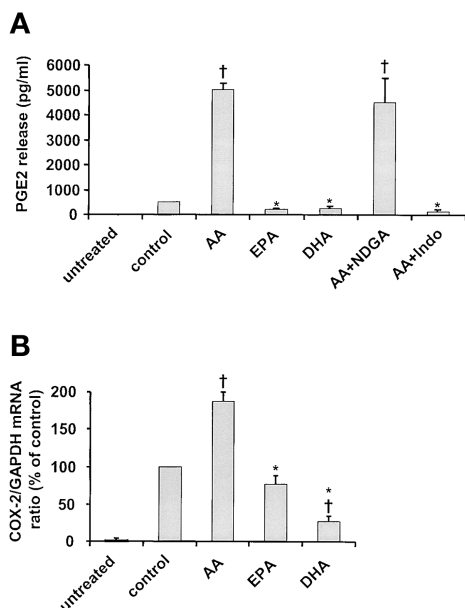 A
PGE2 release (pg/ml)
6000
5000
4000
3000
2000
1000
0
†
*
*
†
*
untreated
control
AA
EPA
DHA
AA+NDGA
AA+Indo
B
COX-2/GAPDH mRNA
ratio (% of control)
200
150
100
50
0
†
*
*
†
untreated
control
AA
EPA
DHA